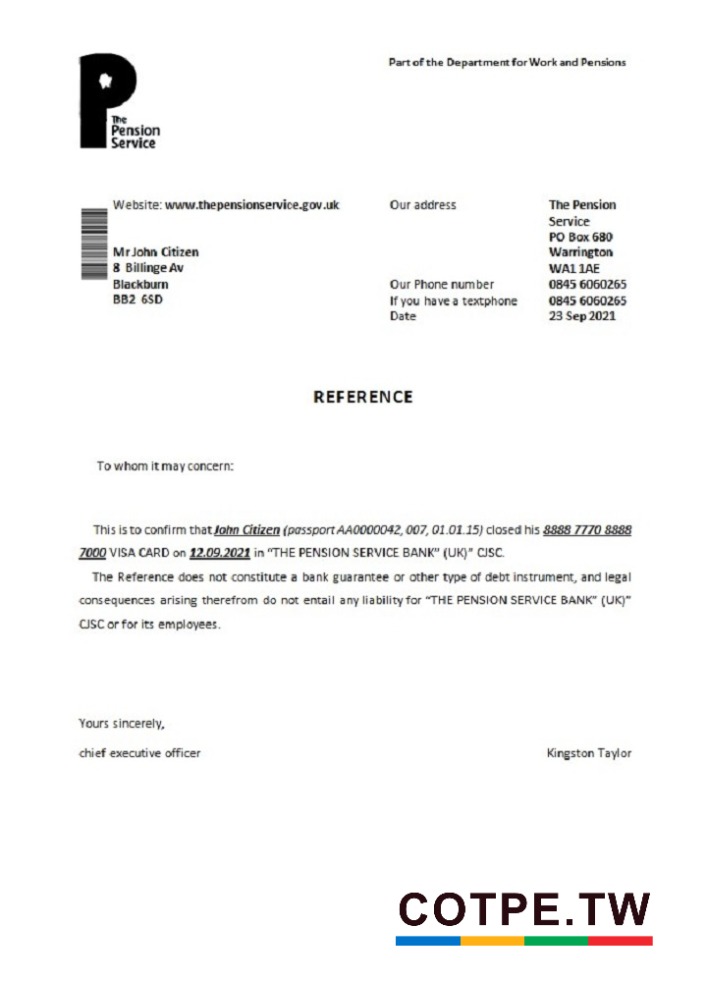 Part of the Department for Work and Pensions
The
Pension
Service
Website: www.thepensionservice.gov.uk
Mr John Citizen
8 Billinge Av
Blackburn
BB2 6SD
Our address
The Pension
Service
PO Box 680
Warrington
WA1 1AE
Our Phone number
0845 6060265
If you have a textphone
0845 6060265
Date
23 Sep 2021
REFERENCE
To whom it may concern:
This is to confirm that John Citizen (passport AA0000042, 007, 01.01.15) closed his 8888 7770 8888
7000 VISA CARD on 12.09.2021 in “THE PENSION SERVICE BANK” (UK)” CJSC.
The Reference does not constitute a bank guarantee or other type of debt instrument, and legal
consequences arising therefrom do not entail any liability for “THE PENSION SERVICE BANK” (UK)”
CJSC or for its employees.
Yours sincerely,
chief executive officer
Kingston Taylor
COTPE.TW